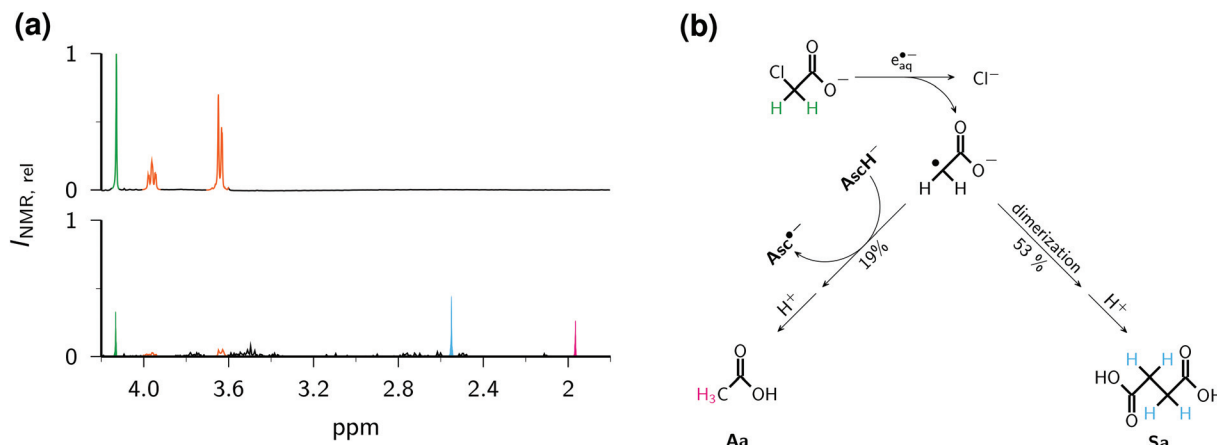 (a)
1
0
1
0
I NMR, rel
4.0 3.6 3.2 2.8 2.4 2
ppm
(b)
Cl
O
O−
H H
e•− aq
Cl−
O
O−
H H
AscH−
Asc•−
19%
H+
dimerization
53 %
H+
O
H3C OH
Aa
H H O
HO OH
O H H
Sa